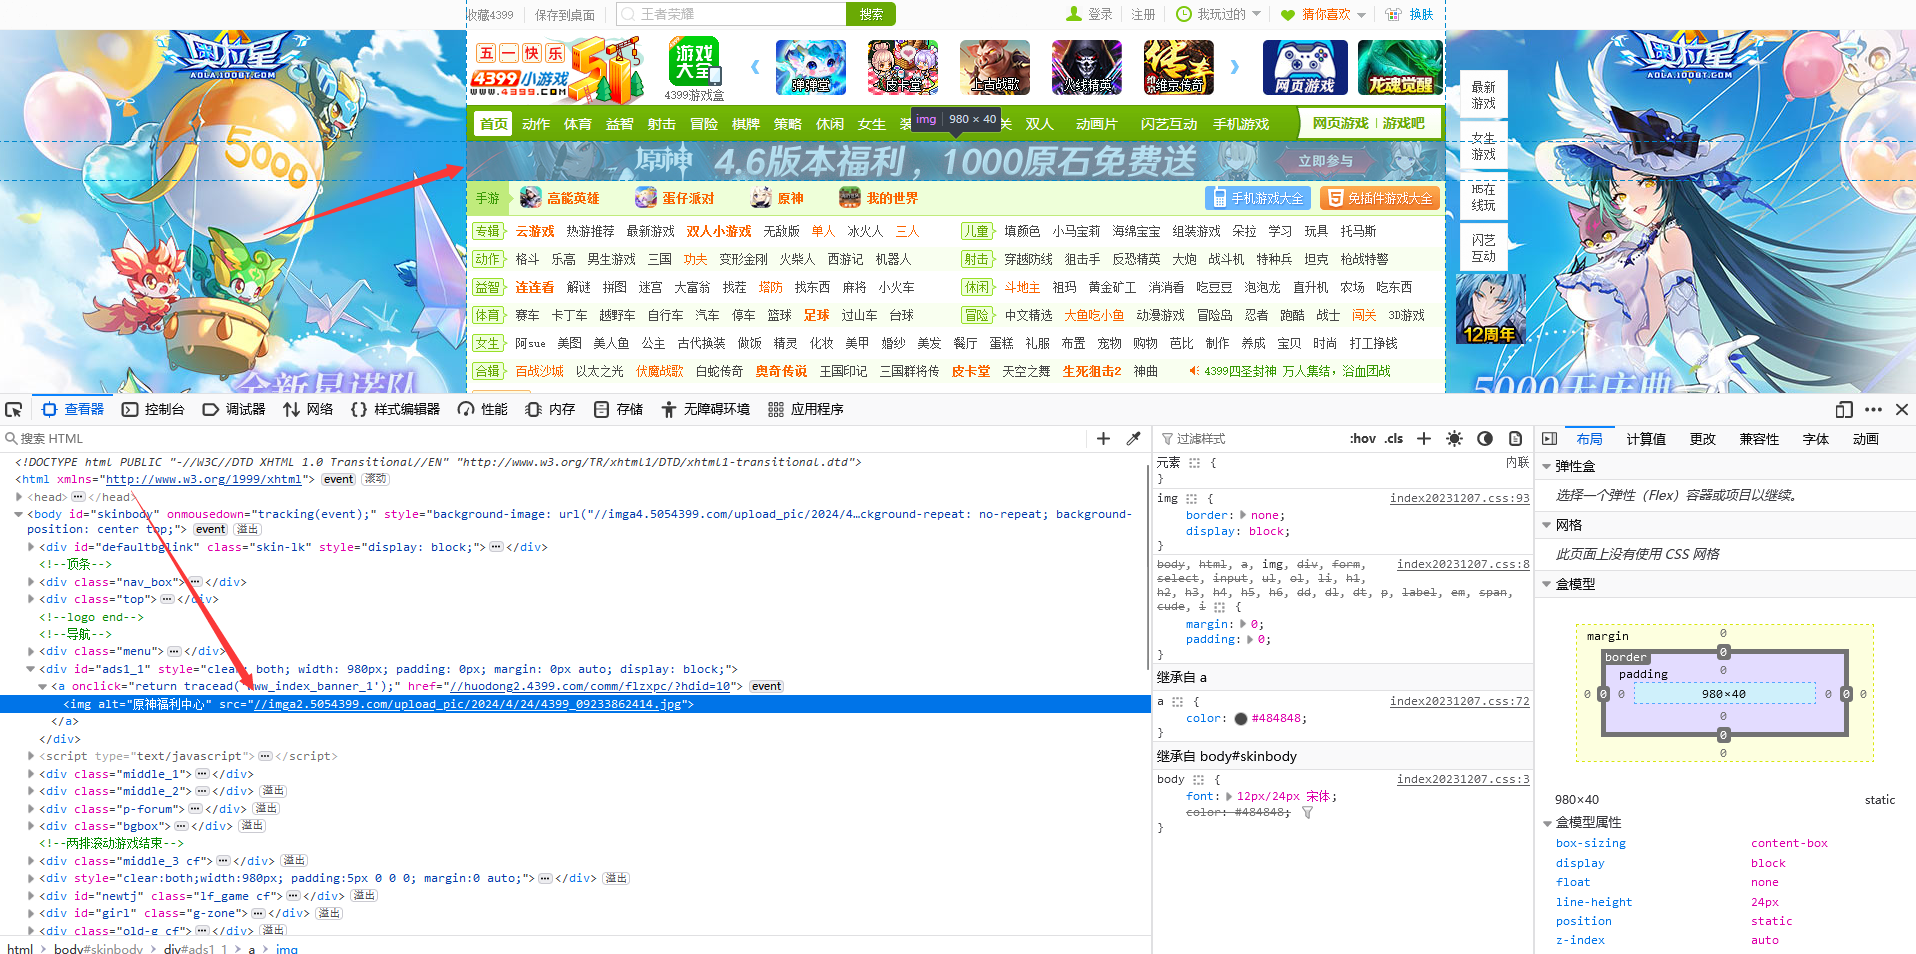 收藏4399 保存到桌面 王者荣耀 搜索 登录 注册 我玩过的 猜你喜欢 换肤
奥拉星
AOLA.100BT.COM
五一快乐
4399小游戏
WWW.4399.COM
游戏大全
4399游戏盒
弹弹堂 皮卡堂 上古战歌 火线精英 维京传奇 网页游戏 龙魂觉醒
奥拉星
AOLA.100BT.COM
首页 动作 体育 益智 射击 冒险 棋牌 策略 休闲 女生 装 关 双人 动画片 闪艺互动 手机游戏 网页游戏 游戏吧
img 980 × 40
5000
原神 4.6版本福利，1000原石免费送 立即参与
手游 高能英雄 蛋仔派对 原神 我的世界 手机游戏大全 免插件游戏大全
专辑 云游戏 热游推荐 最新游戏 双人小游戏 无敌版 单人 冰火人 三人 儿童 填颜色 小马宝莉 海绵宝宝 组装游戏 朵拉 学习 玩具 托马斯
动作 格斗 乐高 男生游戏 三国 功夫 变形金刚 火柴人 西游记 机器人 射击 穿越防线 狙击手 反恐精英 大炮 战斗机 特种兵 坦克 枪战特警
益智 连连看 解谜 拼图 迷宫 大富翁 找茬 塔防 找东西 麻将 小火车 休闲 斗地主 祖玛 黄金矿工 消消看 吃豆豆 泡泡龙 直升机 农场 吃东西
体育 赛车 卡丁车 越野车 自行车 汽车 停车 篮球 足球 过山车 台球 冒险 中文精选 大鱼吃小鱼 动漫游戏 冒险岛 忍者 跑酷 战士 闯关 3D游戏
女生 阿sue 美图 美人鱼 公主 古代换装 做饭 精灵 化妆 美甲 婚纱 美发 餐厅 蛋糕 礼服 布置 宠物 购物 芭比 制作 养成 宝贝 时尚 打工挣钱
合辑 百战沙城 以太之光 伏魔战歌 白蛇传奇 奥奇传说 王国印记 三国群将传 皮卡堂 天空之舞 生死狙击2 神曲 4399四圣封神 万人集结，浴血团战
最新游戏
女生游戏
H5在线玩
闪艺互动
12周年
全新星诺队
5000天庆典
查看器 控制台 调试器 网络 样式编辑器 性能 内存 存储 无障碍环境 应用程序
搜索 HTML
<!DOCTYPE html PUBLIC "-//W3C//DTD XHTML 1.0 Transitional//EN" "http://www.w3.org/TR/xhtml1/DTD/xhtml1-transitional.dtd">
<html xmlns="http://www.w3.org/1999/xhtml"> event 滚动
<head> </head>
<body id="skinbody" onmousedown="tracking(event);" style="background-image: url("//imga4.5054399.com/upload_pic/2024/4…ckground-repeat: no-repeat; background-
position: center top;"> event 溢出
<div id="defaultbglink" class="skin-lk" style="display: block;"> </div>
<!--顶条-->
<div class="nav_box"> </div>
<div class="top"> </div>
<!--logo end-->
<!--导航-->
<div class="menu"> </div>
<div id="ads1_1" style="clear: both; width: 980px; padding: 0px; margin: 0px auto; display: block;">
<a onclick="return tracead('www_index_banner_1');" href="//huodong2.4399.com/comm/flzxpc/?hdid=10"> event
<img alt="原神福利中心" src="//imga2.5054399.com/upload_pic/2024/4/24/4399_09233862414.jpg">
</a>
</div>
<script type="text/javascript"> </script>
<div class="middle_1"> </div>
<div class="middle_2"> </div> 溢出
<div class="p-forum"> </div> 溢出
<div class="bgbox"> </div> 溢出
<!--两排滚动游戏结束-->
<div class="middle_3 cf"> </div> 溢出
<div style="clear:both;width:980px; padding:5px 0 0 0; margin:0 auto;"> </div> 溢出
<div id="newtj" class="lf_game cf"> </div> 溢出
<div id="girl" class="g-zone"> </div> 溢出
<div class="old-g cf"> </div> 溢出
html body#skinbody div#ads1_1 a img
过滤样式 :hov .cls
元素 { 内联
}
img { index20231207.css:93
border: none;
display: block;
}
body, html, a, img, div, form, index20231207.css:8
select, input, ul, ol, li, h1,
h2, h3, h4, h5, h6, dd, dl, dt, p, label, em, span,
cude, i {
margin: 0;
padding: 0;
}
继承自 a
a { index20231207.css:72
color: #484848;
}
继承自 body#skinbody
body { index20231207.css:3
font: 12px/24px 宋体;
color: #484848;
}
布局 计算值 更改 兼容性 字体 动画
弹性盒
选择一个弹性（Flex）容器或项目以继续。
网格
此页面上没有使用 CSS 网格
盒模型
margin 0
border 0
padding 0
0 0 0 980×40 0 0 0
0
0
0
980×40 static
盒模型属性
box-sizing content-box
display block
float none
line-height 24px
position static
z-index auto